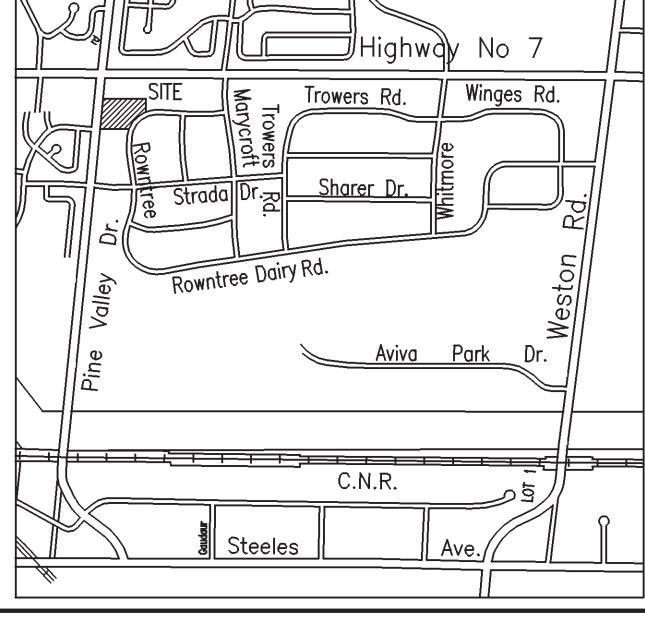 Highway No 7
rd
SITE
Trowers Rd.
Winges Rd.
Marycroft
Trowers
Rowntree
Whitmore
Strada Dr.
Rd.
Sharer Dr.
Pine Valley Dr.
Weston Rd.
Rowntree Dairy Rd.
Aviva Park Dr.
C.N.R.
LOT 1
Gaudaur
Steeles Ave.